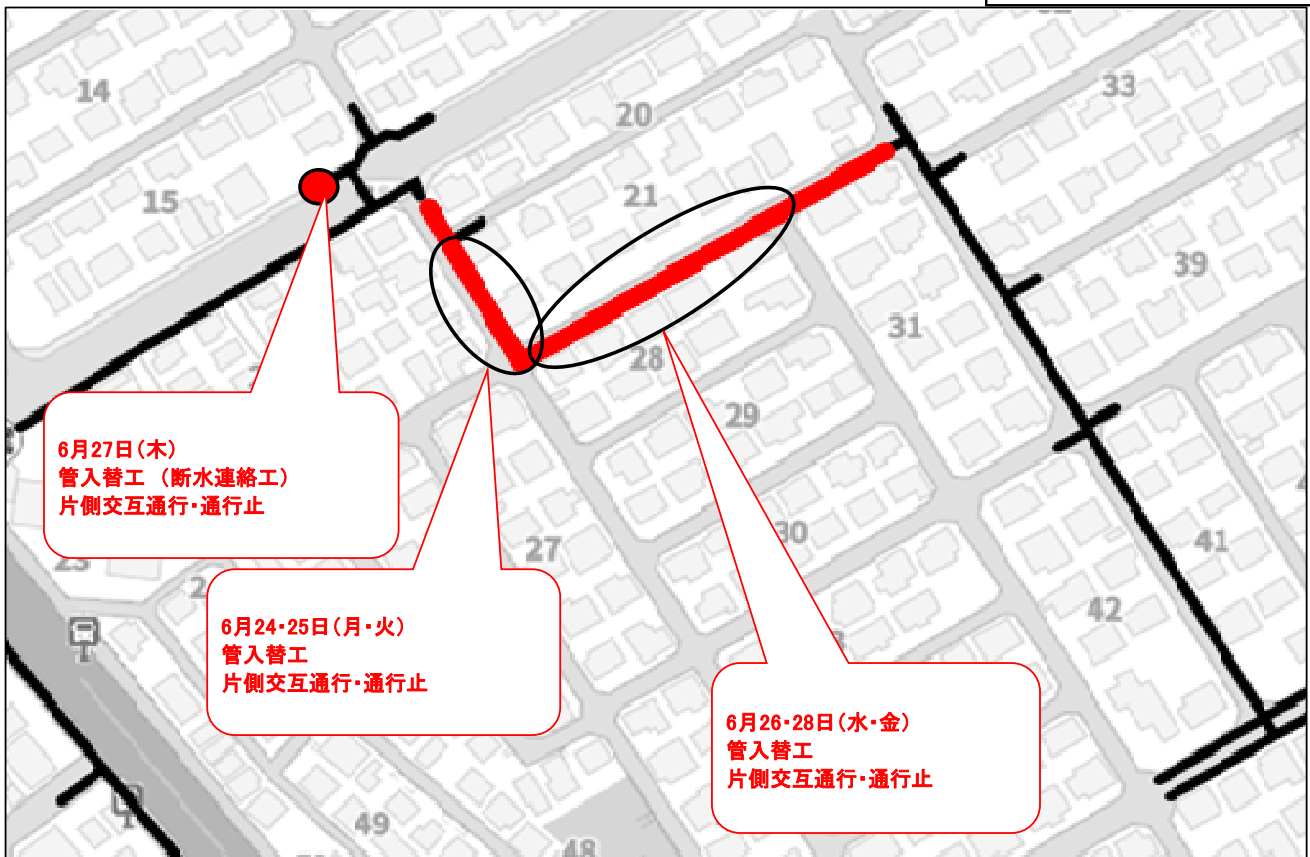 14
20
33
15
21
39
31
28
29
6月27日(木)
管入替工 (断水連絡工)
片側交互通行・通行止
27
30
41
6月24・25日(月・火)
管入替工
片側交互通行・通行止
42
6月26・28日(水・金)
管入替工
片側交互通行・通行止
49
48